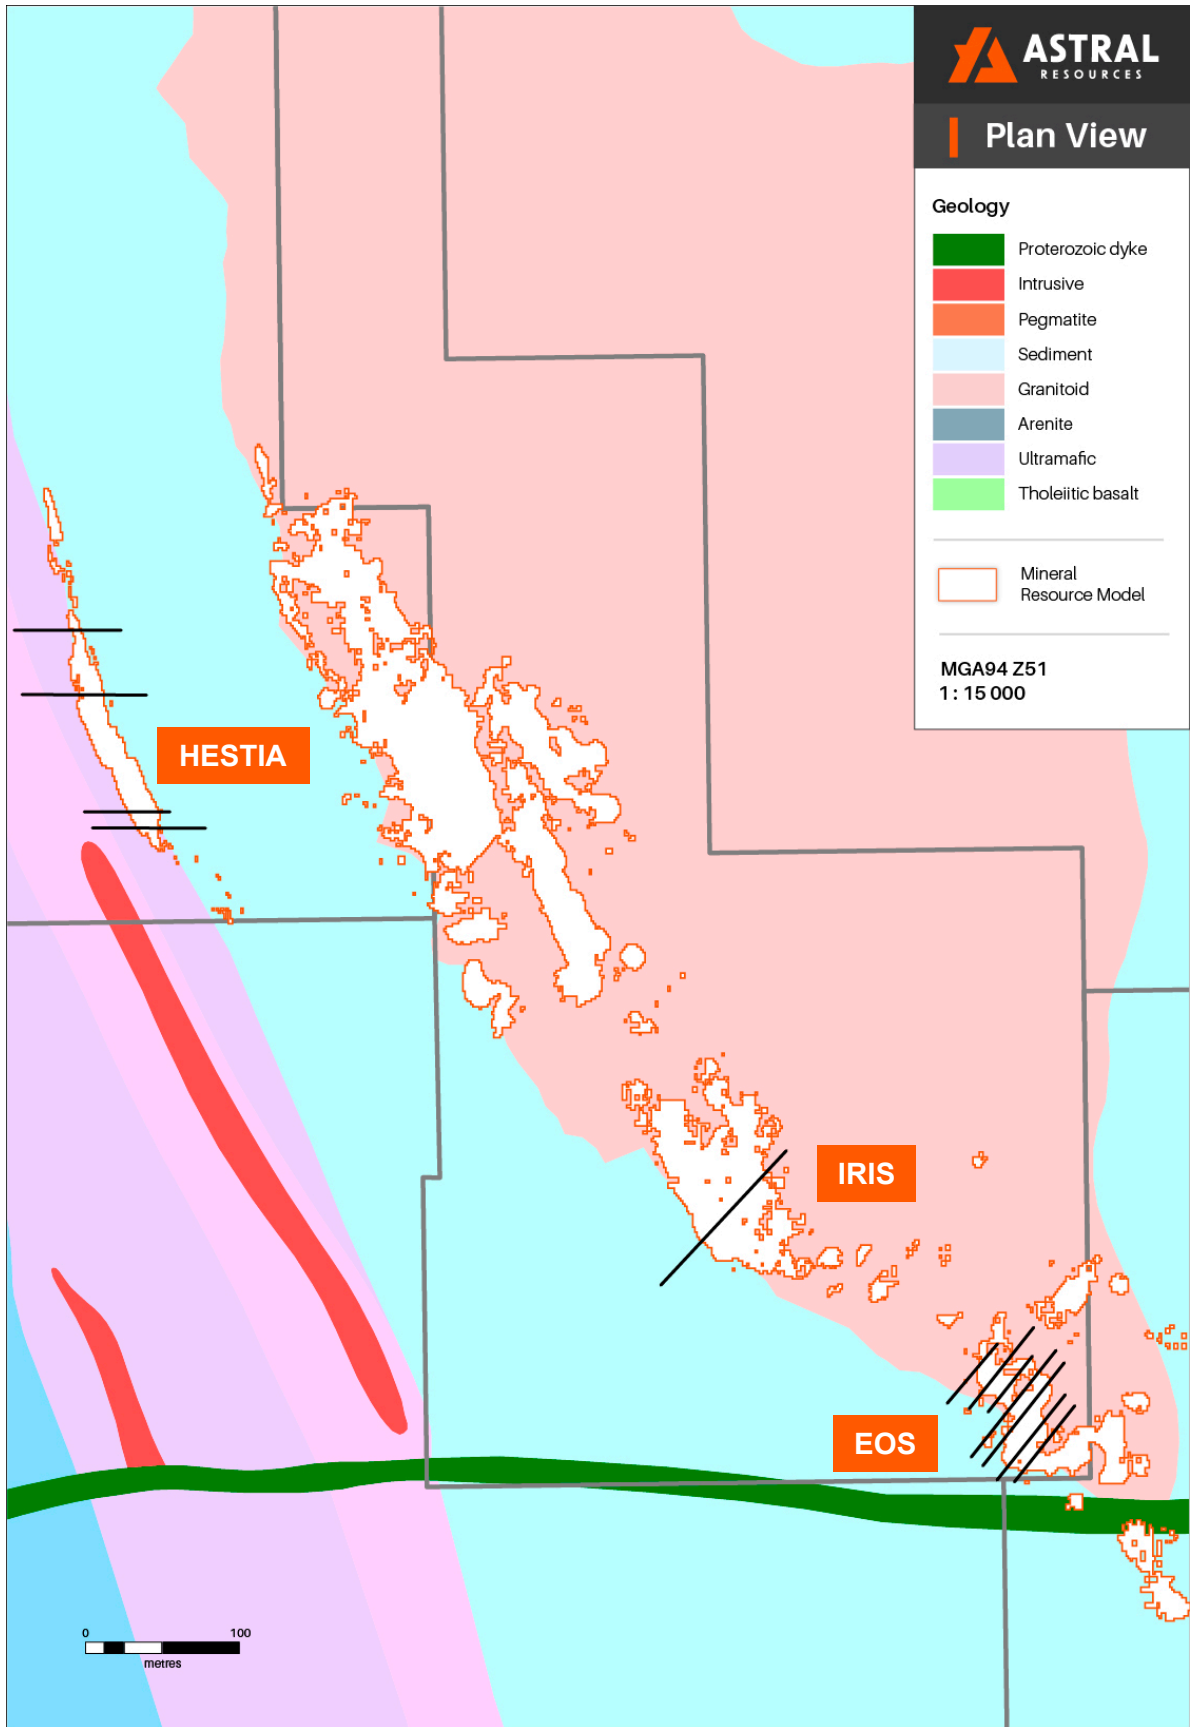 ASTRAL
RESOURCES
Plan View
Geology
Proterozoic dyke
Intrusive
Pegmatite
Sediment
Granitoid
Arenite
Ultramafic
Tholeiitic basalt
Mineral
Resource Model
MGA94 Z51
1 : 15 000
HESTIA
IRIS
EOS
0 100
metres